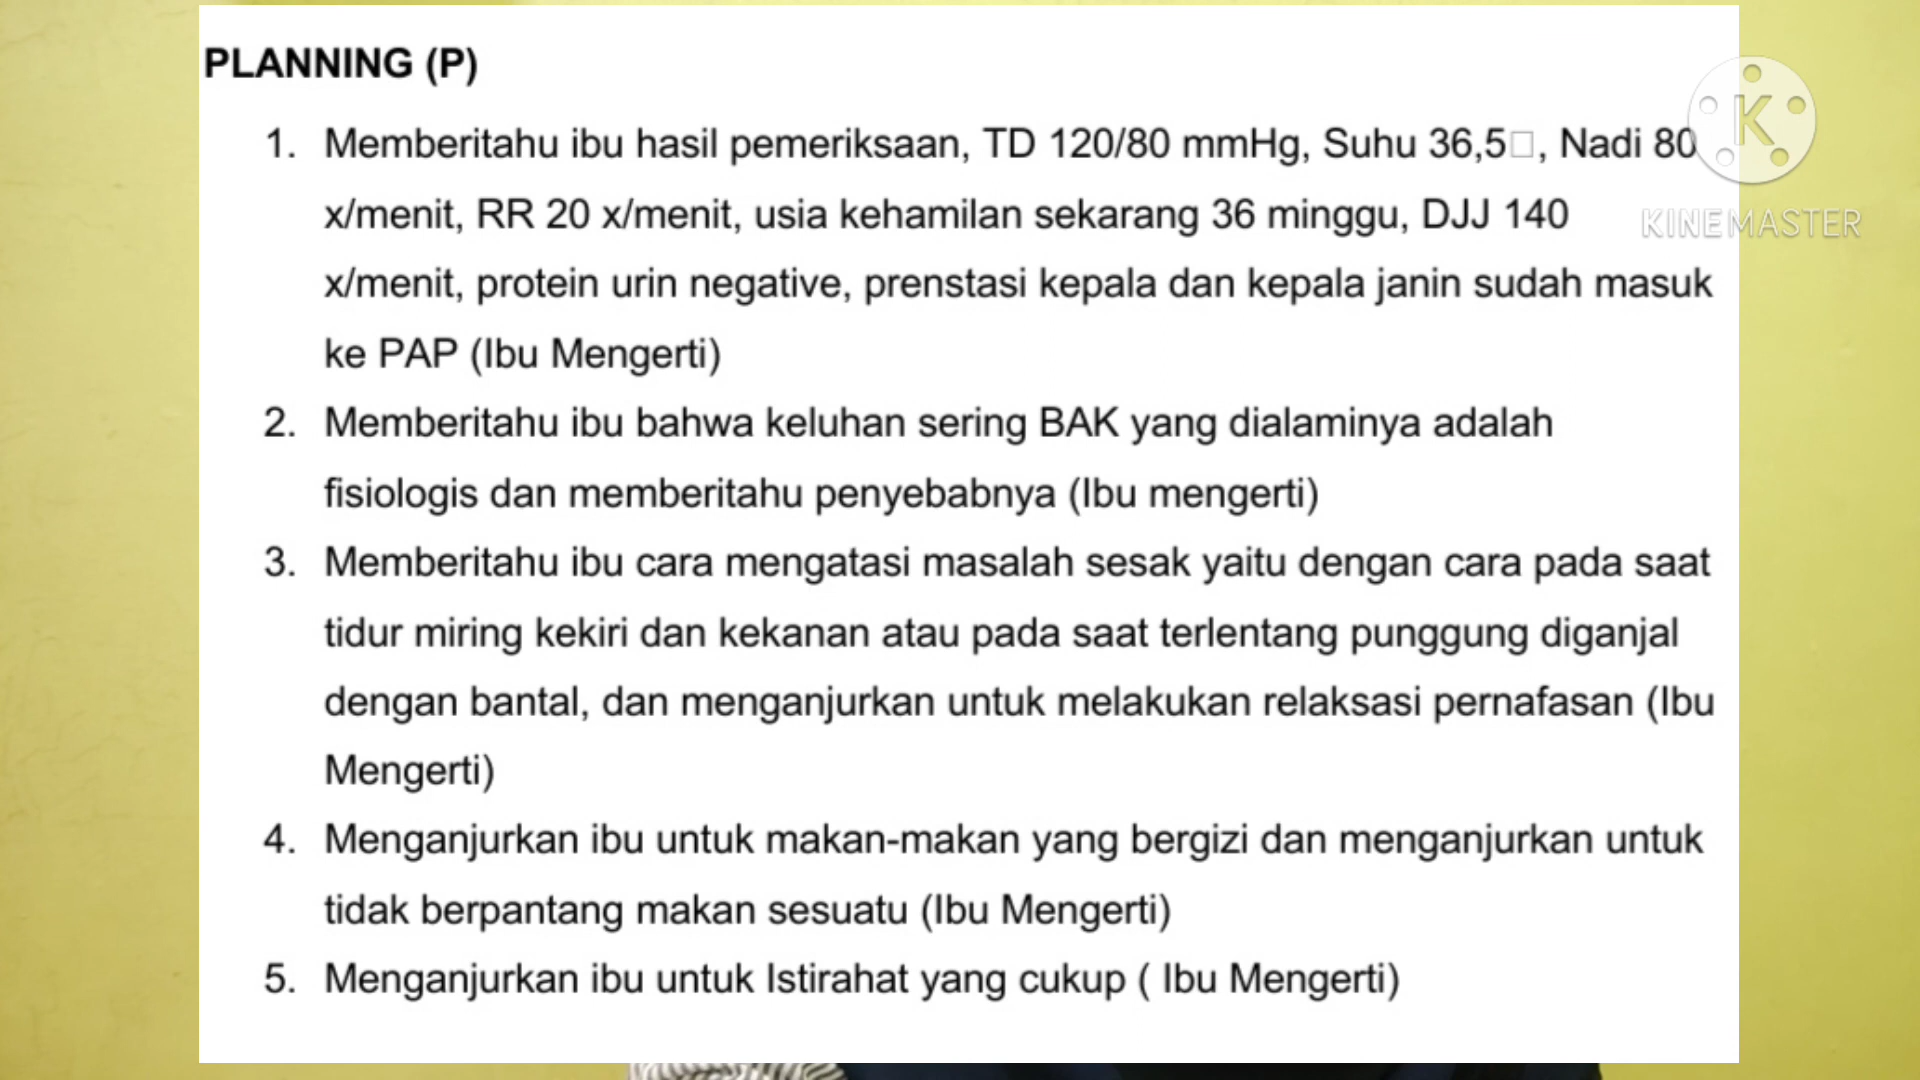 PLANNING (P)
1. Memberitahu ibu hasil pemeriksaan, TD 120/80 mmHg, Suhu 36,5□, Nadi 80
x/menit, RR 20 x/menit, usia kehamilan sekarang 36 minggu, DJJ 140
x/menit, protein urin negative, prenstasi kepala dan kepala janin sudah masuk
ke PAP (Ibu Mengerti)
2. Memberitahu ibu bahwa keluhan sering BAK yang dialaminya adalah
fisiologis dan memberitahu penyebabnya (Ibu mengerti)
3. Memberitahu ibu cara mengatasi masalah sesak yaitu dengan cara pada saat
tidur miring kekiri dan kekanan atau pada saat terlentang punggung diganjal
dengan bantal, dan menganjurkan untuk melakukan relaksasi pernafasan (Ibu
Mengerti)
4. Menganjurkan ibu untuk makan-makan yang bergizi dan menganjurkan untuk
tidak berpantang makan sesuatu (Ibu Mengerti)
5. Menganjurkan ibu untuk Istirahat yang cukup ( Ibu Mengerti)
K
KINEMASTER